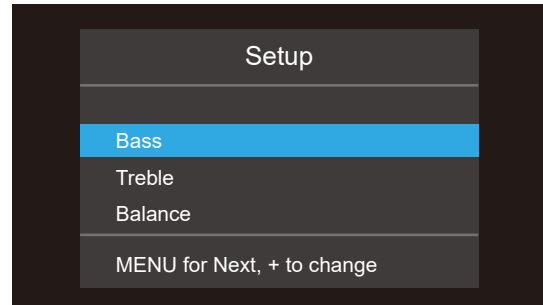 Setup
Bass
Treble
Balance
MENU for Next, + to change